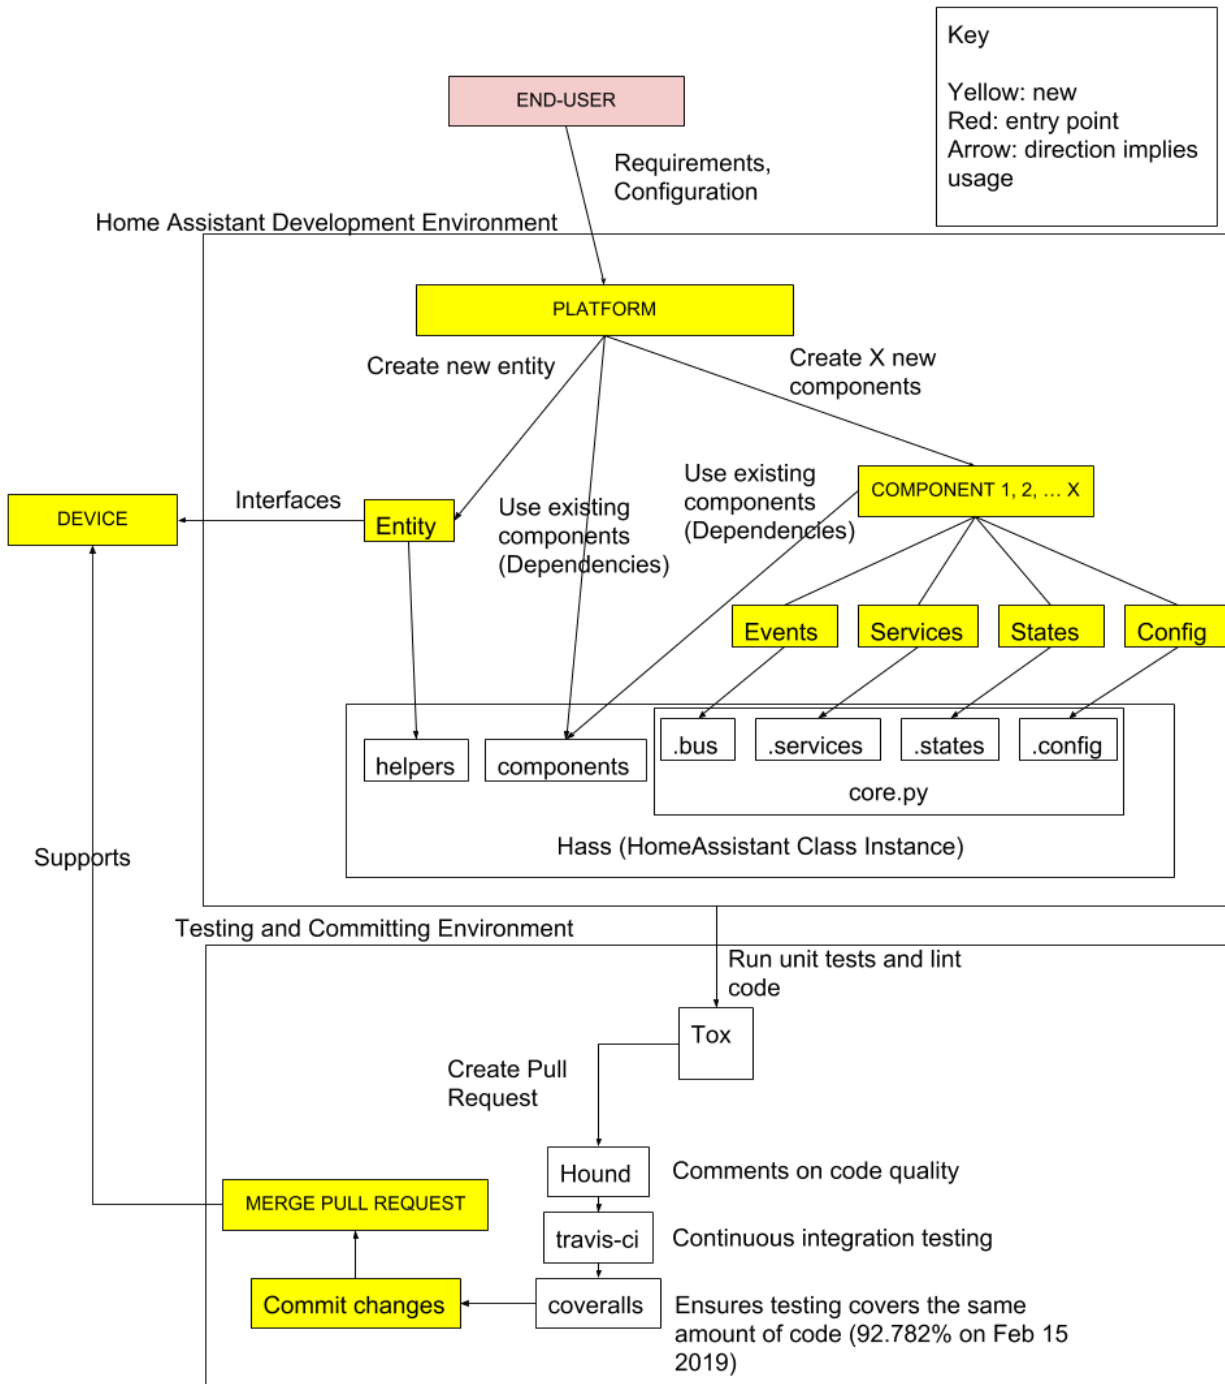 Key
Yellow: new
Red: entry point
Arrow: direction implies
usage
END-USER
Requirements,
Configuration
Home Assistant Development Environment
PLATFORM
Create new entity
Create X new
components
Use existing
components
(Dependencies)
COMPONENT 1, 2, ... X
Interfaces
DEVICE
Entity
Use existing
components
(Dependencies)
Events
Services
States
Config
.bus
.services
.states
.config
helpers
components
core.py
Hass (HomeAssistant Class Instance)
Supports
Testing and Committing Environment
Run unit tests and lint
code
Tox
Create Pull
Request
Hound
Comments on code quality
MERGE PULL REQUEST
travis-ci
Continuous integration testing
Commit changes
coveralls
Ensures testing covers the same
amount of code (92.782% on Feb 15
2019)